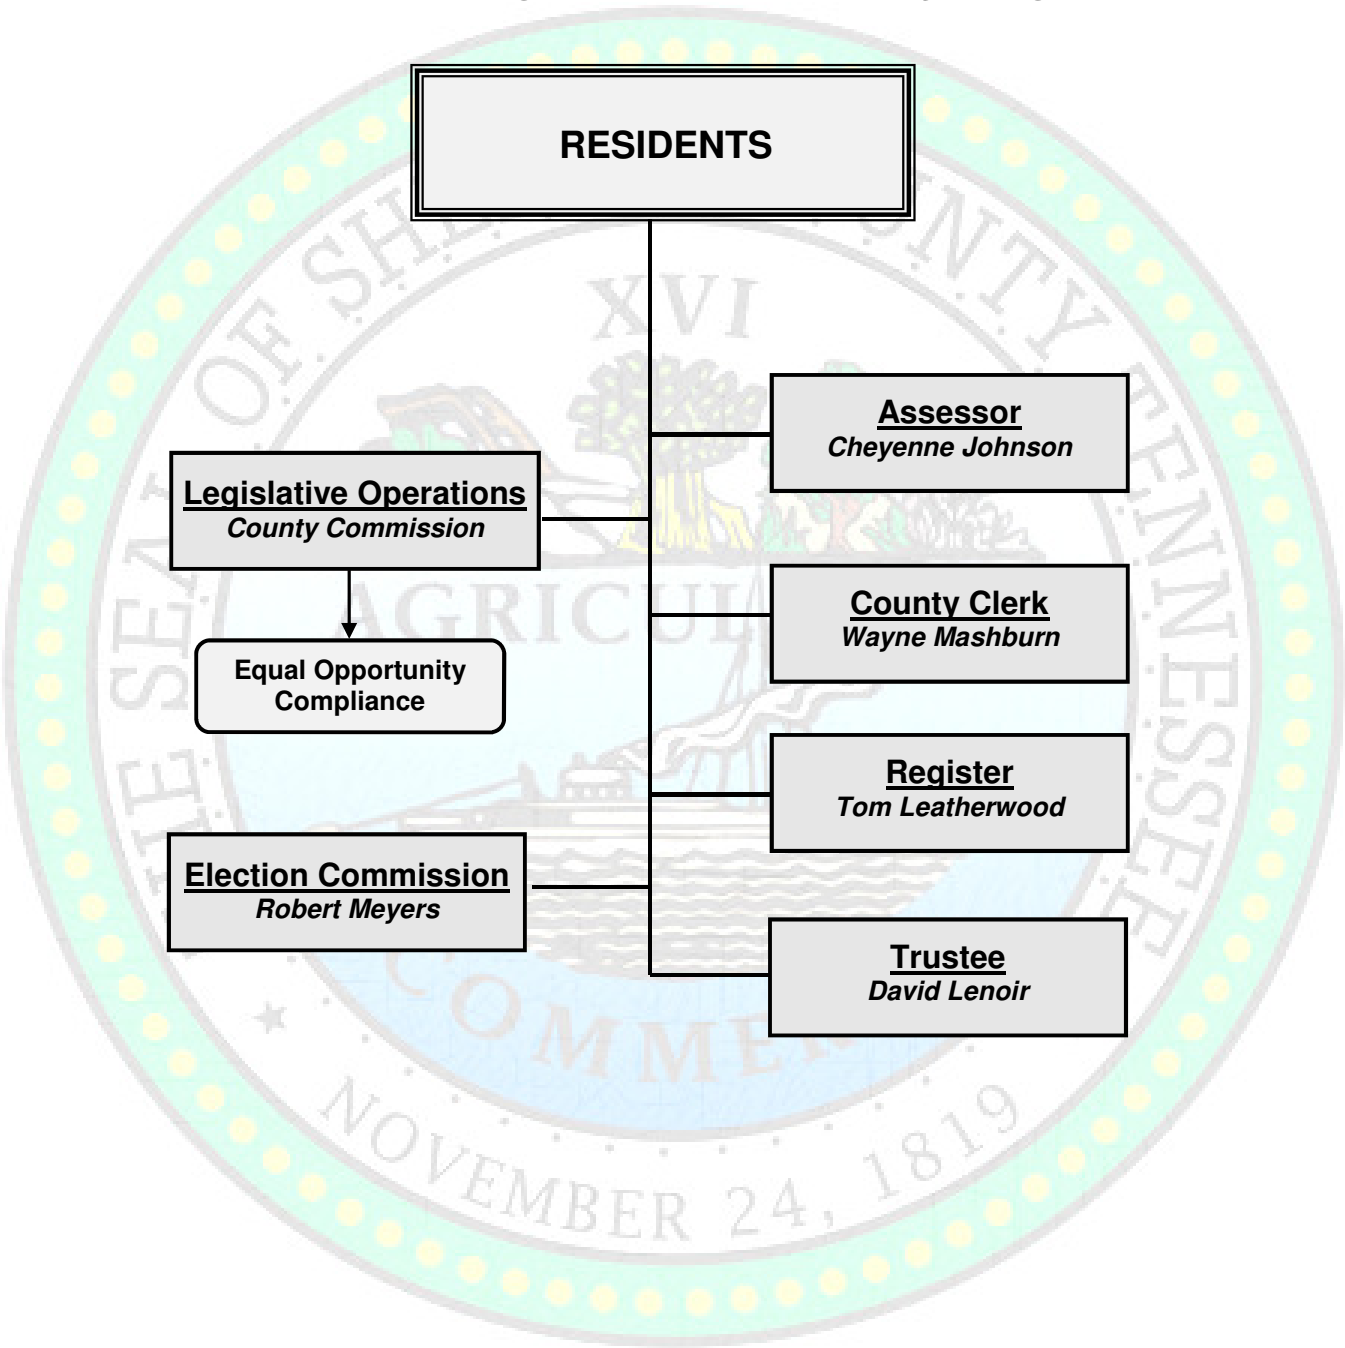 RESIDENTS
XVI
Assessor
Cheyenne Johnson
Legislative Operations
County Commission
County Clerk
Wayne Mashburn
Equal Opportunity
Compliance
Register
Tom Leatherwood
Election Commission
Robert Meyers
Trustee
David Lenoir
NOVEMBER 24, 1819